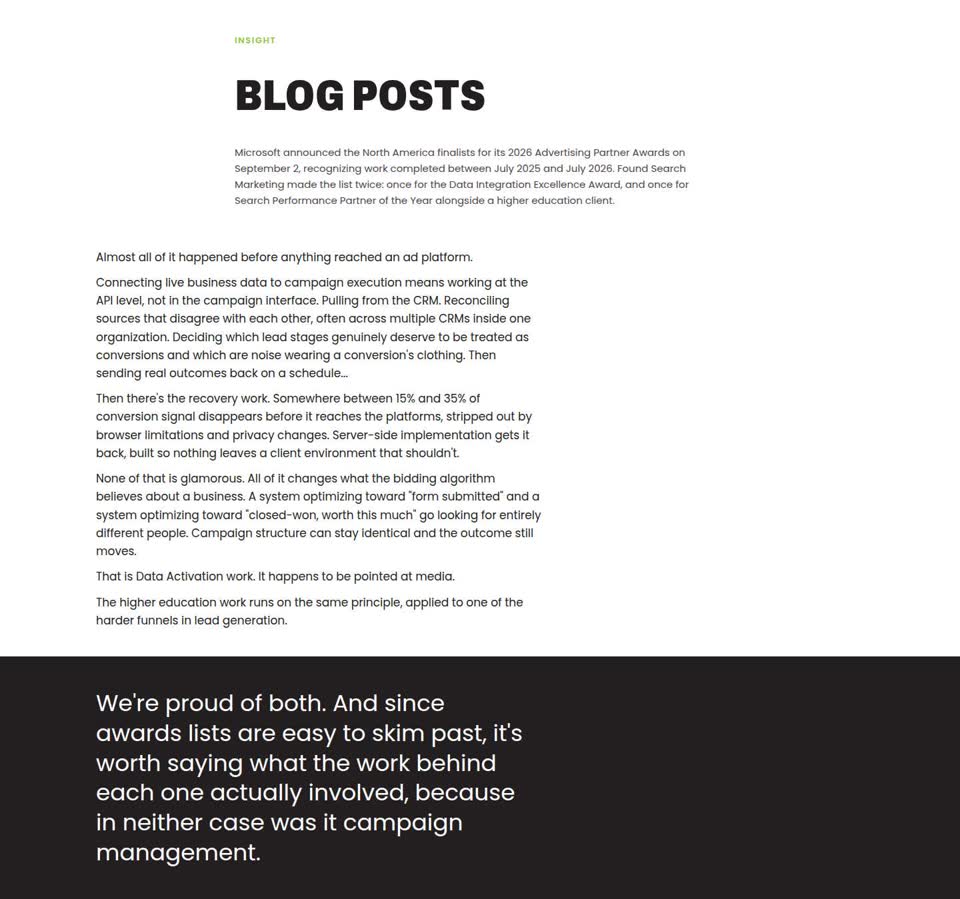 INSIGHT
BLOG POSTS
Microsoft announced the North America finalists for its 2026 Advertising Partner Awards on
September 2, recognizing work completed between July 2025 and July 2026. Found Search
Marketing made the list twice: once for the Data Integration Excellence Award, and once for
Search Performance Partner of the Year alongside a higher education client.
Almost all of it happened before anything reached an ad platform.
Connecting live business data to campaign execution means working at the
API level, not in the campaign interface. Pulling from the CRM. Reconciling
sources that disagree with each other, often across multiple CRMs inside one
organization. Deciding which lead stages genuinely deserve to be treated as
conversions and which are noise wearing a conversion's clothing. Then
sending real outcomes back on a schedule...
Then there's the recovery work. Somewhere between 15% and 35% of
conversion signal disappears before it reaches the platforms, stripped out by
browser limitations and privacy changes. Server-side implementation gets it
back, built so nothing leaves a client environment that shouldn't.
None of that is glamorous. All of it changes what the bidding algorithm
believes about a business. A system optimizing toward "form submitted" and a
system optimizing toward "closed-won, worth this much" go looking for entirely
different people. Campaign structure can stay identical and the outcome still
moves.
That is Data Activation work. It happens to be pointed at media.
The higher education work runs on the same principle, applied to one of the
harder funnels in lead generation.
We're proud of both. And since
awards lists are easy to skim past, it's
worth saying what the work behind
each one actually involved, because
in neither case was it campaign
management.